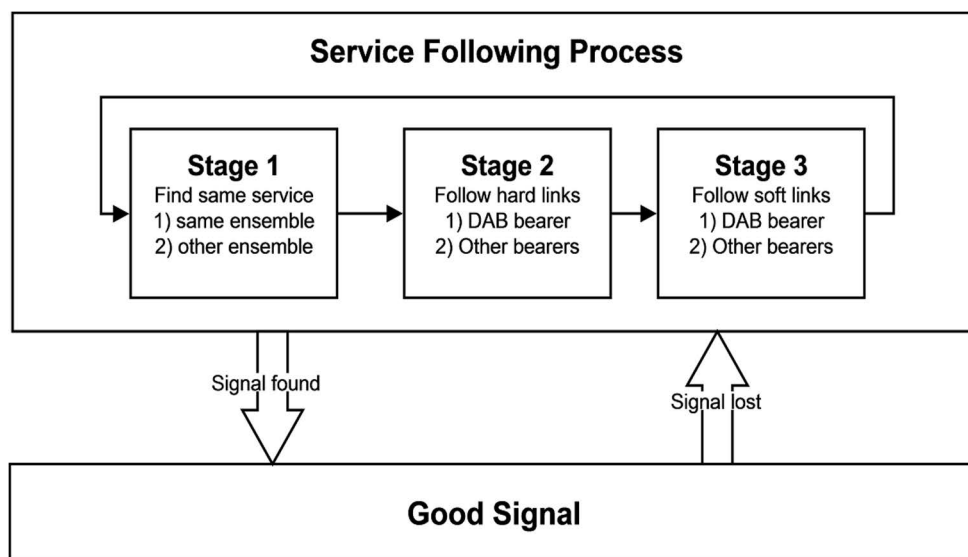 Service Following Process
Stage 1
Find same service
1) same ensemble
2) other ensemble
Stage 2
Follow hard links
1) DAB bearer
2) Other bearers
Stage 3
Follow soft links
1) DAB bearer
2) Other bearers
Signal found
Signal lost
Good Signal